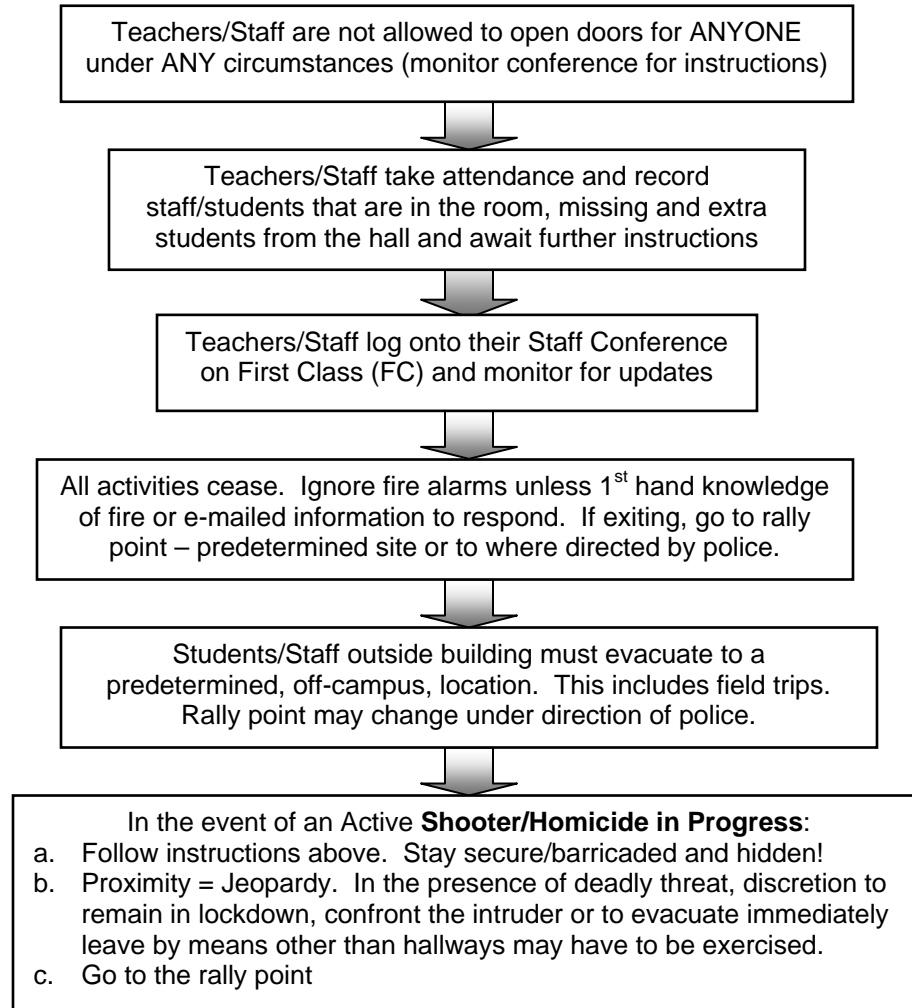 Teachers/Staff are not allowed to open doors for ANYONE
under ANY circumstances (monitor conference for instructions)
Teachers/Staff take attendance and record
staff/students that are in the room, missing and extra
students from the hall and await further instructions
Teachers/Staff log onto their Staff Conference
on First Class (FC) and monitor for updates
All activities cease. Ignore fire alarms unless 1st hand knowledge
of fire or e-mailed information to respond. If exiting, go to rally
point – predetermined site or to where directed by police.
Students/Staff outside building must evacuate to a
predetermined, off-campus, location. This includes field trips.
Rally point may change under direction of police.
In the event of an Active Shooter/Homicide in Progress:
a. Follow instructions above. Stay secure/barricaded and hidden!
b. Proximity = Jeopardy. In the presence of deadly threat, discretion to
remain in lockdown, confront the intruder or to evacuate immediately
leave by means other than hallways may have to be exercised.
c. Go to the rally point